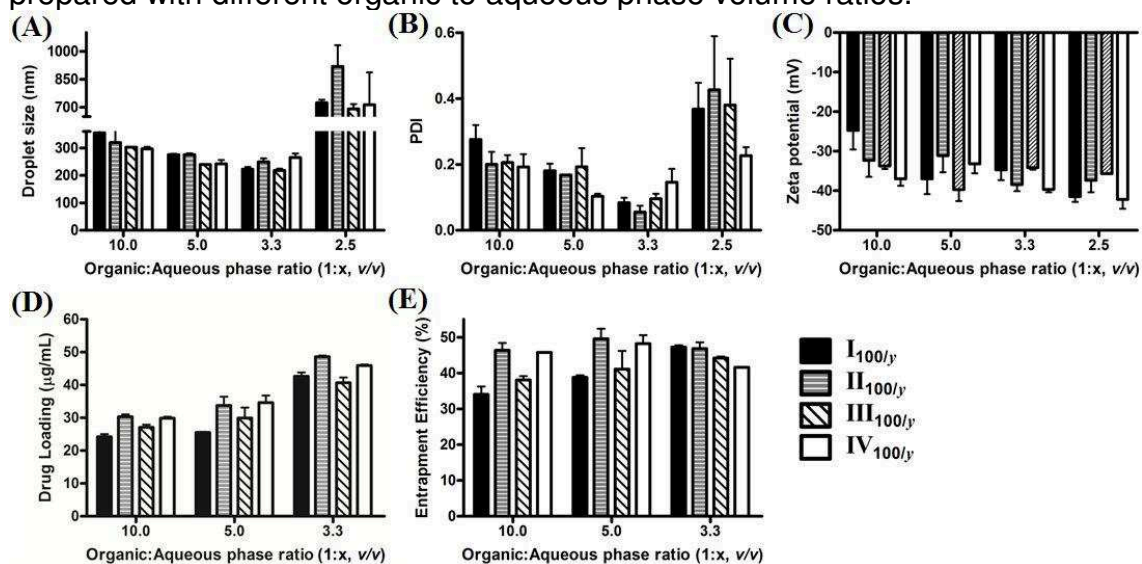 prepared with different organic to aqueous phase volume ratios.
(A)
Droplet size (nm)
1000
850
700
300
200
100
0
10.0 5.0 3.3 2.5
Organic:Aqueous phase ratio (1:x, v/v)
(B)
PDI
0.6
0.4
0.2
0.0
10.0 5.0 3.3 2.5
Organic:Aqueous phase ratio (1:x, v/v)
(C)
Zeta potential (mV)
0
-10
-20
-30
-40
-50
10.0 5.0 3.3 2.5
Organic:Aqueous phase ratio (1:x, v/v)
(D)
Drug Loading (µg/mL)
60
50
40
30
20
10
0
10.0 5.0 3.3
Organic:Aqueous phase ratio (1:x, v/v)
(E)
Entrapment Efficiency (%)
50
40
30
20
10
0
10.0 5.0 3.3
Organic:Aqueous phase ratio (1:x, v/v)
I100/y
II100/y
III100/y
IV100/y